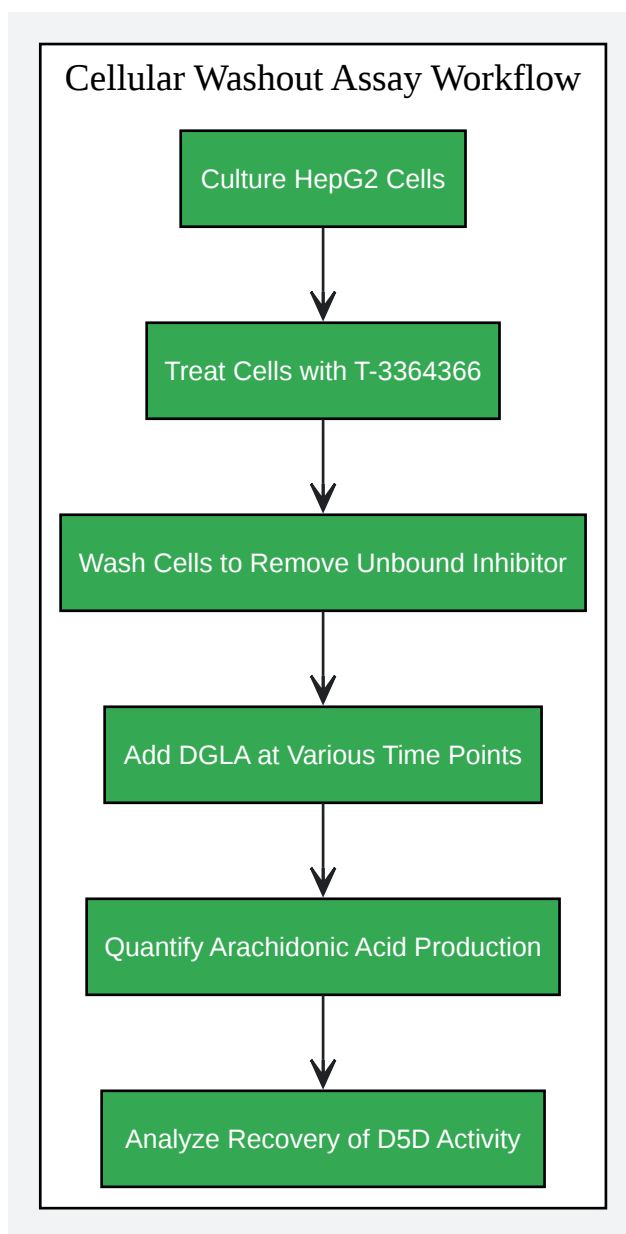 Cellular Washout Assay Workflow
Culture HepG2 Cells
Treat Cells with T-3364366
Wash Cells to Remove Unbound Inhibitor
Add DGLA at Various Time Points
Quantify Arachidonic Acid Production
Analyze Recovery of D5D Activity